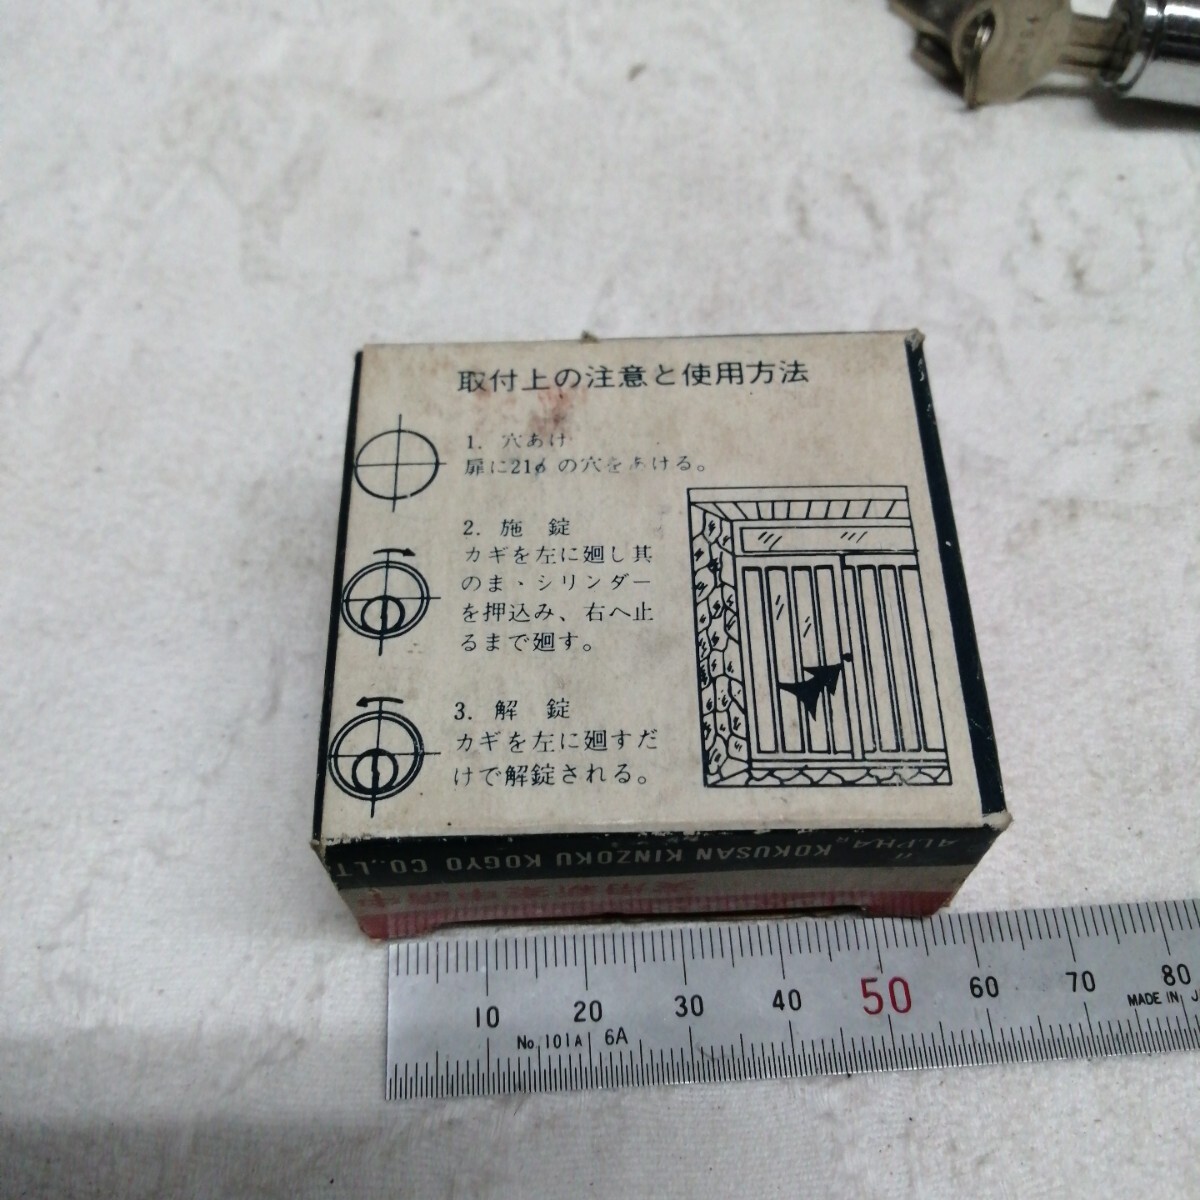 取付上の注意と使用方法
1. 穴あけ
扉に21φの穴をあける。
2. 施 錠
カギを左に廻し其
のま、シリンダー
を押込み、右へ止
るまで廻す。
3. 解 錠
カギを左に廻すだ
けで解錠される。
"ALPHA" KOKUSAN KINZOKU KOGYO CO.,LT
10 20 30 40 50 60 70 80
No.101A 6A
MADE IN J